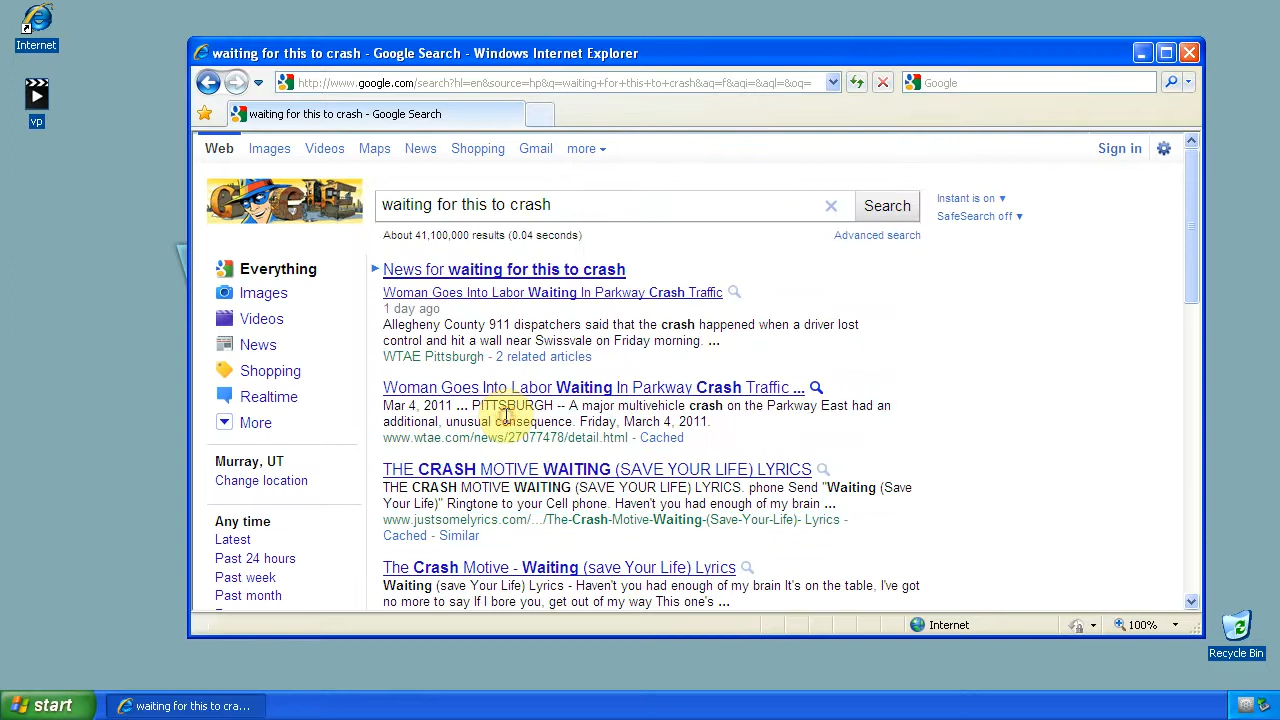 Internet
vp
waiting for this to crash - Google Search - Windows Internet Explorer
http://www.google.com/search?hl=en&source=hp&q=waiting+for+this+to+crash&aq=f&aqi=&aql=&oq=
Google
waiting for this to crash - Google Search
Web Images Videos Maps News Shopping Gmail more
Sign in
Google
waiting for this to crash
Search
Instant is on ▼
SafeSearch off ▼
About 41,100,000 results (0.04 seconds)
Advanced search
Everything
Images
Videos
News
Shopping
Realtime
More
Murray, UT
Change location
Any time
Latest
Past 24 hours
Past week
Past month
News for waiting for this to crash
Woman Goes Into Labor Waiting In Parkway Crash Traffic
1 day ago
Allegheny County 911 dispatchers said that the crash happened when a driver lost
control and hit a wall near Swissvale on Friday morning. ...
WTAE Pittsburgh - 2 related articles
Woman Goes Into Labor Waiting In Parkway Crash Traffic ...
Mar 4, 2011 ... PITTSBURGH -- A major multivehicle crash on the Parkway East had an
additional, unusual consequence. Friday, March 4, 2011.
www.wtae.com/news/27077478/detail.html - Cached
THE CRASH MOTIVE WAITING (SAVE YOUR LIFE) LYRICS
THE CRASH MOTIVE WAITING (SAVE YOUR LIFE) LYRICS. phone Send "Waiting (Save
Your Life)" Ringtone to your Cell phone. Haven't you had enough of my brain ...
www.justsomelyrics.com/.../The-Crash-Motive-Waiting-(Save-Your-Life)- Lyrics -
Cached - Similar
The Crash Motive - Waiting (save Your Life) Lyrics
Waiting (save Your Life) Lyrics - Haven't you had enough of my brain It's on the table, I've got
no more to say If I bore you, get out of my way This one's ...
Internet
100%
Recycle Bin
start
waiting for this to cra...